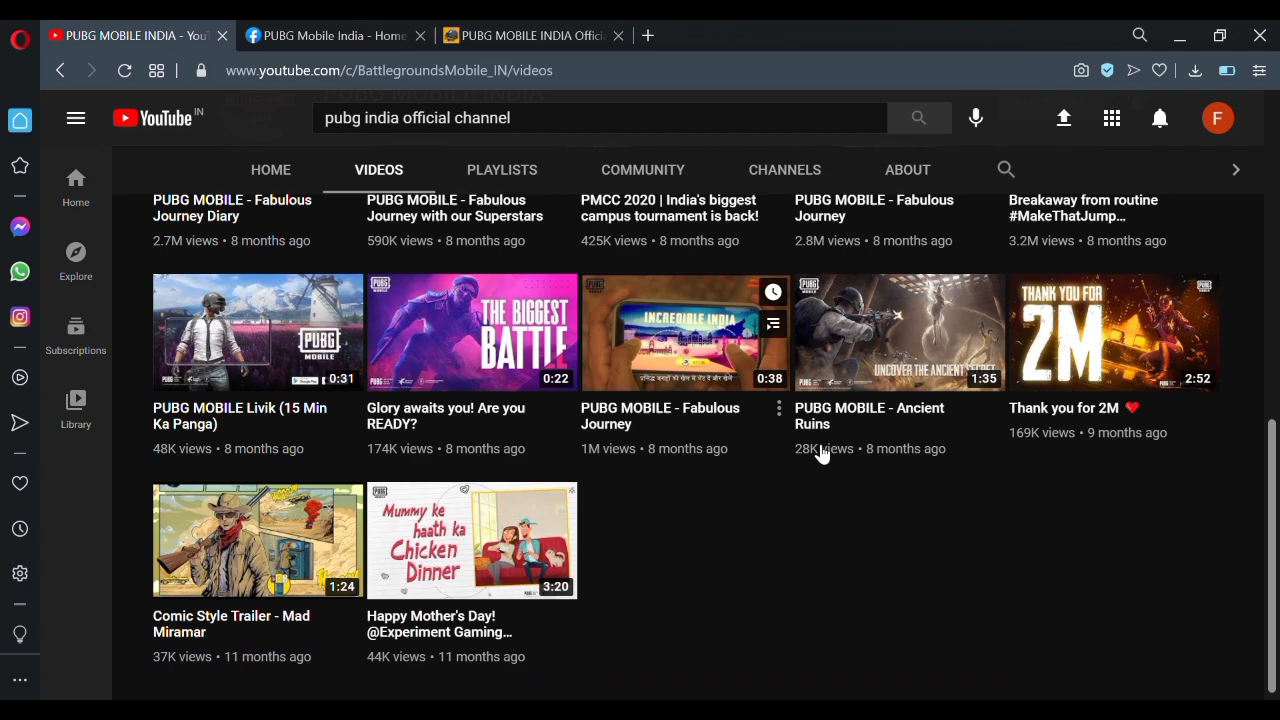 PUBG MOBILE INDIA - You
PUBG Mobile India - Home
PUBG MOBILE INDIA Offici
www.youtube.com/c/BattlegroundsMobile_IN/videos
YouTube IN
pubg india official channel
F
HOME
VIDEOS
PLAYLISTS
COMMUNITY
CHANNELS
ABOUT
Home
Explore
Subscriptions
Library
PUBG MOBILE - Fabulous
Journey Diary
2.7M views • 8 months ago
PUBG MOBILE - Fabulous
Journey with our Superstars
590K views • 8 months ago
PMCC 2020 | India's biggest
campus tournament is back!
425K views • 8 months ago
PUBG MOBILE - Fabulous
Journey
2.8M views • 8 months ago
Breakaway from routine
#MakeThatJump...
3.2M views • 8 months ago
PUBG
MOBILE
0:31
PUBG MOBILE Livik (15 Min
Ka Panga)
48K views • 8 months ago
PUBG
MOBILE
THE BIGGEST
BATTLE
0:22
Glory awaits you! Are you
READY?
174K views • 8 months ago
INCREDIBLE INDIA
0:38
PUBG MOBILE - Fabulous
Journey
1M views • 8 months ago
PUBG
MOBILE
UNCOVER THE ANCIENT SECRET
1:35
PUBG MOBILE - Ancient
Ruins
28K views • 8 months ago
THANK YOU FOR
2M
PUBG
MOBILE
2:52
Thank you for 2M ❤️
169K views • 9 months ago
1:24
Comic Style Trailer - Mad
Miramar
37K views • 11 months ago
PUBG
Mummy ke
haath ka
Chicken
Dinner
3:20
Happy Mother's Day!
@Experiment Gaming...
44K views • 11 months ago